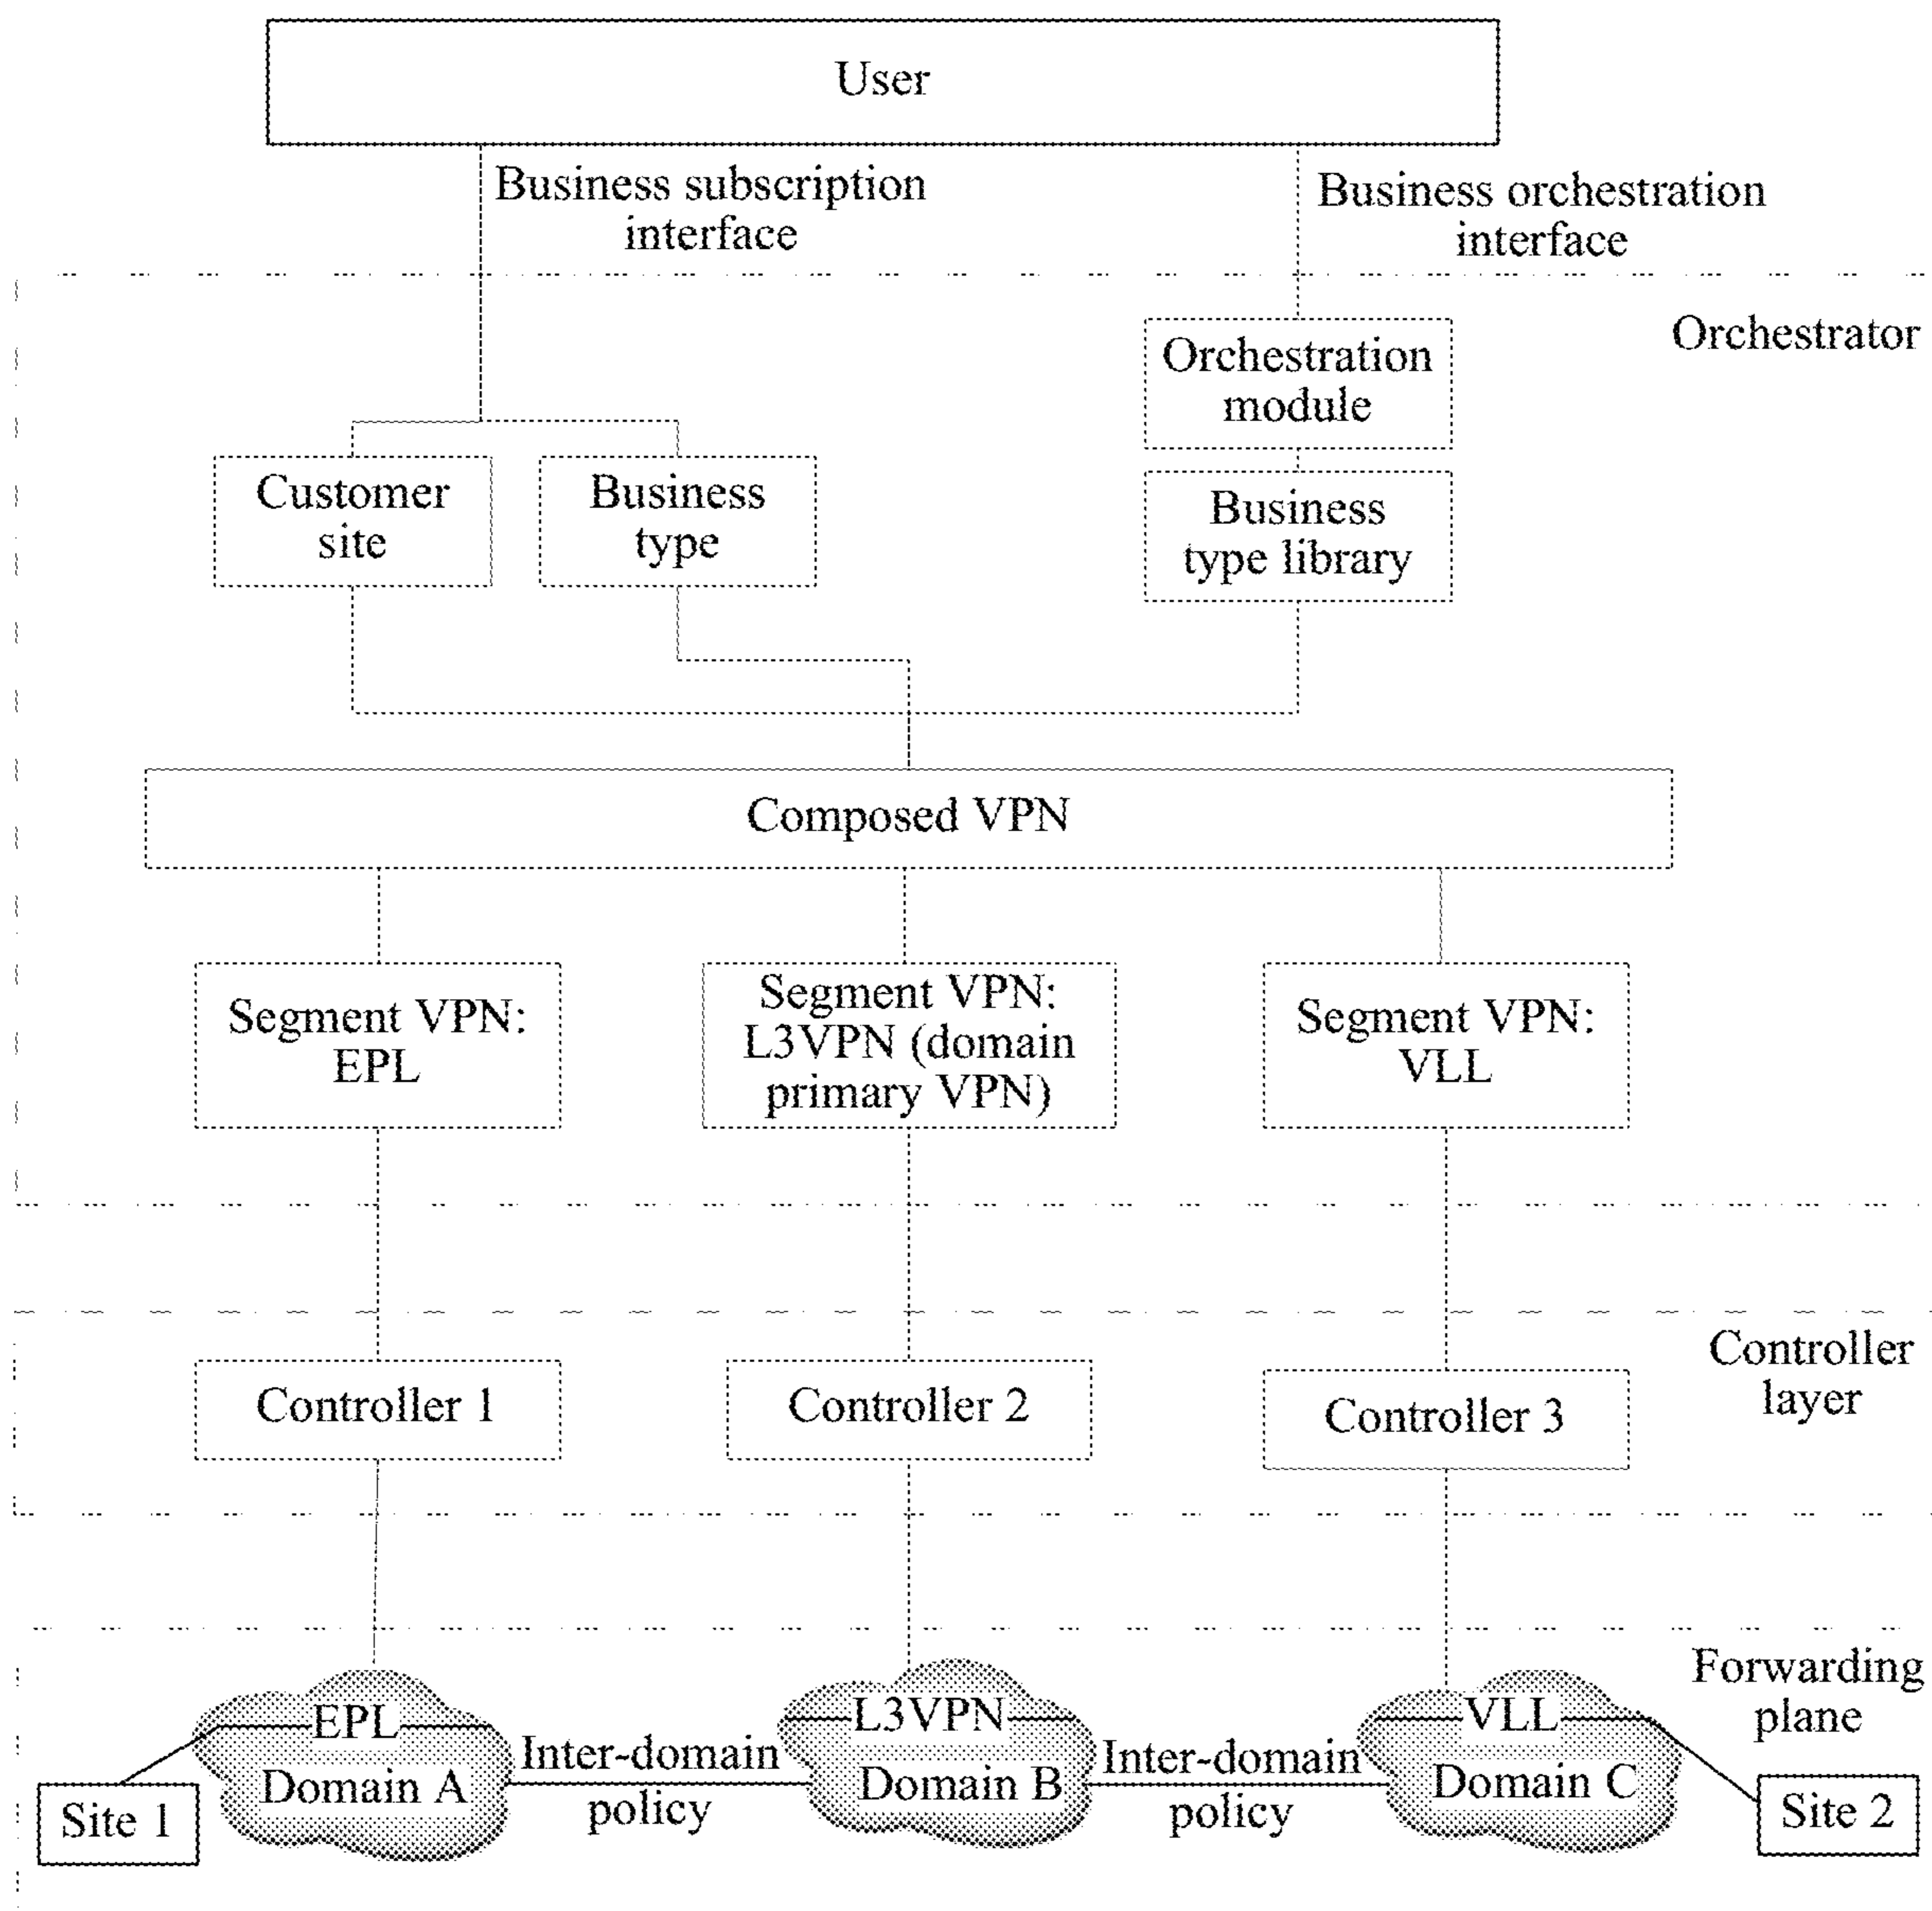 User
Business subscription
interface
Business orchestration
interface
Orchestrator
Orchestration
module
Customer
site
Business
type
Business
type library
Composed VPN
Segment VPN:
EPL
Segment VPN:
L3VPN (domain
primary VPN)
Segment VPN:
VLL
Controller
layer
Controller 1
Controller 2
Controller 3
Forwarding
plane
EPL
L3VPN
VLL
Inter-domain
policy
Inter-domain
policy
Domain A
Domain B
Domain C
Site 1
Site 2